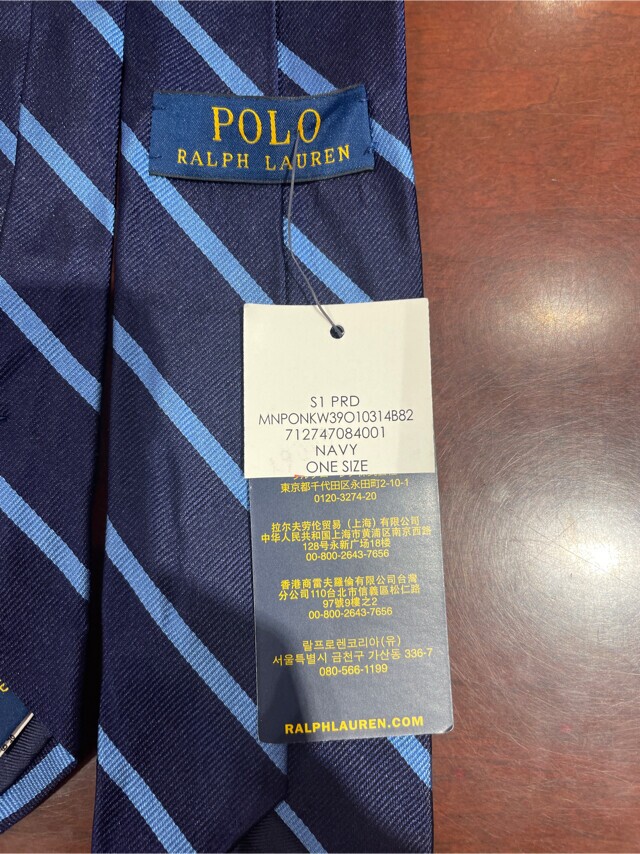 POLO
RALPH LAUREN
S1 PRD
MNPONKW39O10314B82
712747084001
NAVY
ONE SIZE
東京都千代田区永田町2-10-1
0120-3274-20
拉尔夫劳伦贸易（上海）有限公司
中华人民共和国上海市黄浦区南京西路
128号永新广场18楼
00-800-2643-7656
香港商雷夫羅倫有限公司台灣
分公司110台北市信義區松仁路
97號9樓之2
00-800-2643-7656
랄프로렌코리아(유)
서울특별시 금천구 가산동 336-7
080-566-1199
RALPHLAUREN.COM